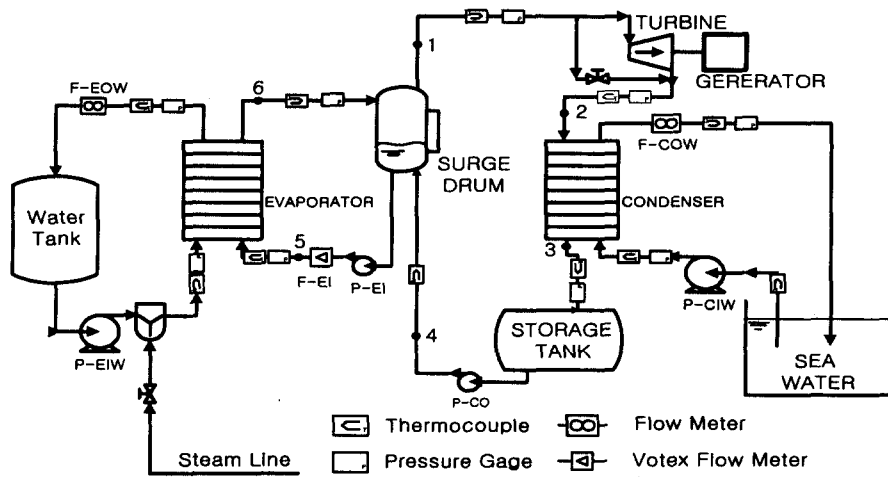 TURBINE
1
GERERATOR
F-EOW
6
2
F-COW
SURGE
DRUM
Water
Tank
EVAPORATOR
CONDENSER
5
F-EI
P-EI
3
P-CIW
P-EIW
4
STORAGE
TANK
SEA
WATER
P-CO
Thermocouple
Flow Meter
Steam Line
Pressure Gage
Votex Flow Meter